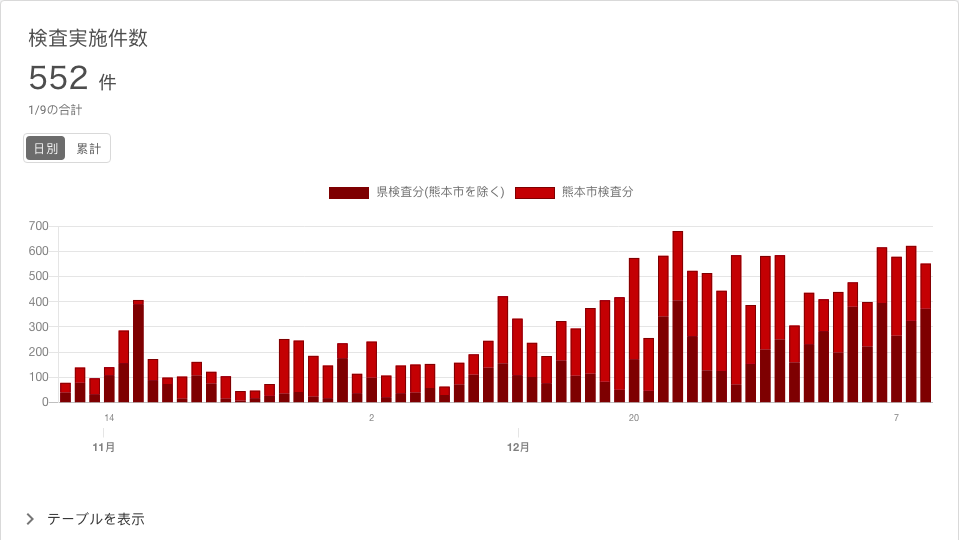 検査実施件数
552 件
1/9の合計
日別 累計
県検査分(熊本市を除く) 熊本市検査分
700
600
500
400
300
200
100
0
14 2 20 7
11月 12月
テーブルを表示